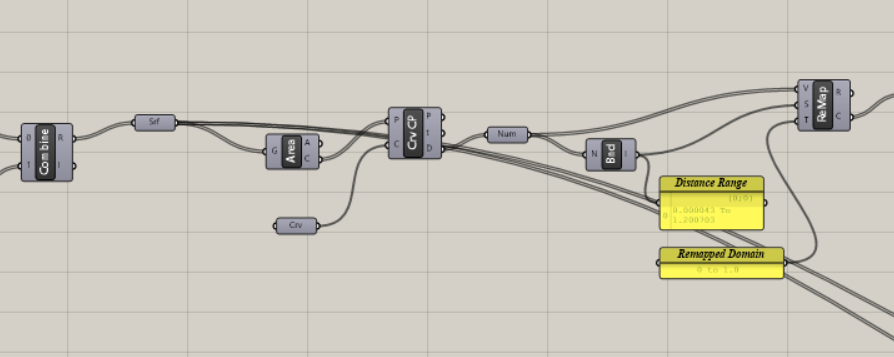 0
1
Combine
R
I
Srf
G
Area
A
C
Crv
P
C
Crv CP
P
t
D
Num
N
Bnd
I
Distance Range
{0;0}
0
0.000043 To
1.200703
Remapped Domain
0 to 1.0
V
S
T
ReMap
R
C